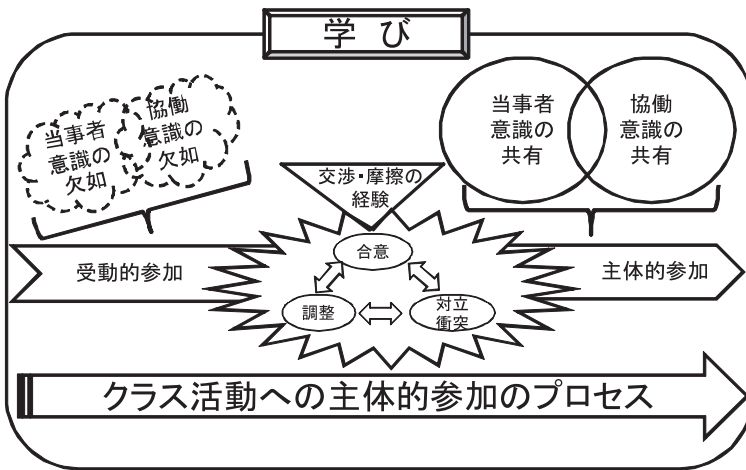 学び
当事者
意識の
欠如
協働
意識の
欠如
当事者
意識の
共有
協働
意識の
共有
交渉・摩擦の
経験
受動的参加
合意
調整
対立
衝突
主体的参加
クラス活動への主体的参加のプロセス